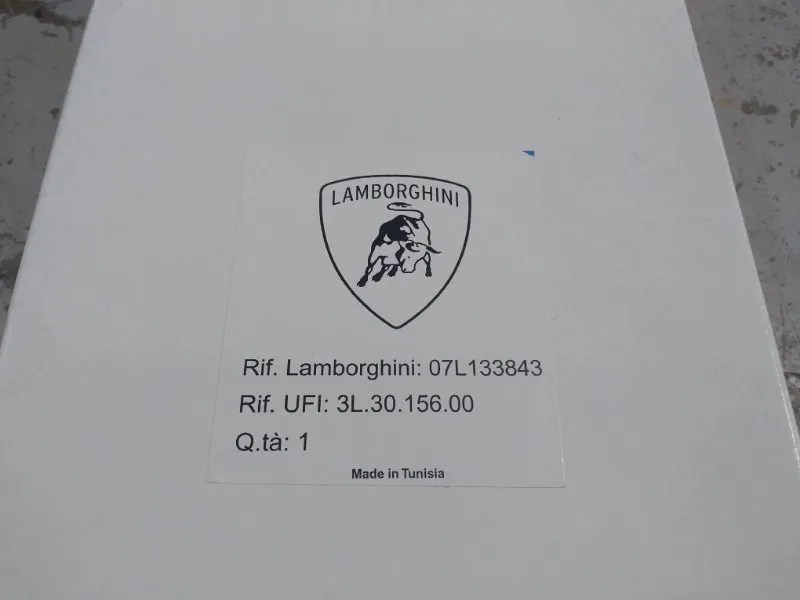 LAMBORGHINI
Rif. Lamborghini: 07L133843
Rif. UFI: 3L.30.156.00
Q.tà: 1
Made in Tunisia